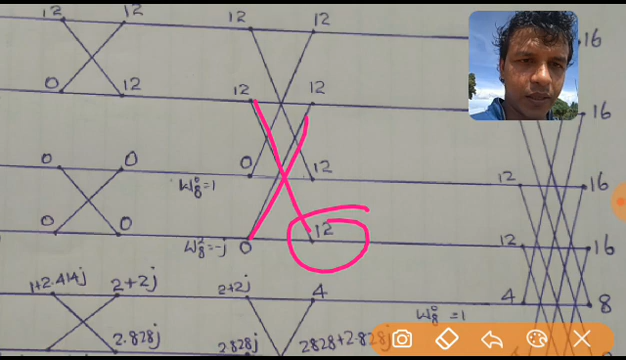 12 12 12 12 16
0 12 12 12 16
0 0 0 12 12 16
W₈⁰=1
0 0 W₈²=-j 0 12 12 16
1+2.414j 2+2j 2+2j 4 4 8
W₈⁰=1
2.828j 2.828j 2.828+2.828j